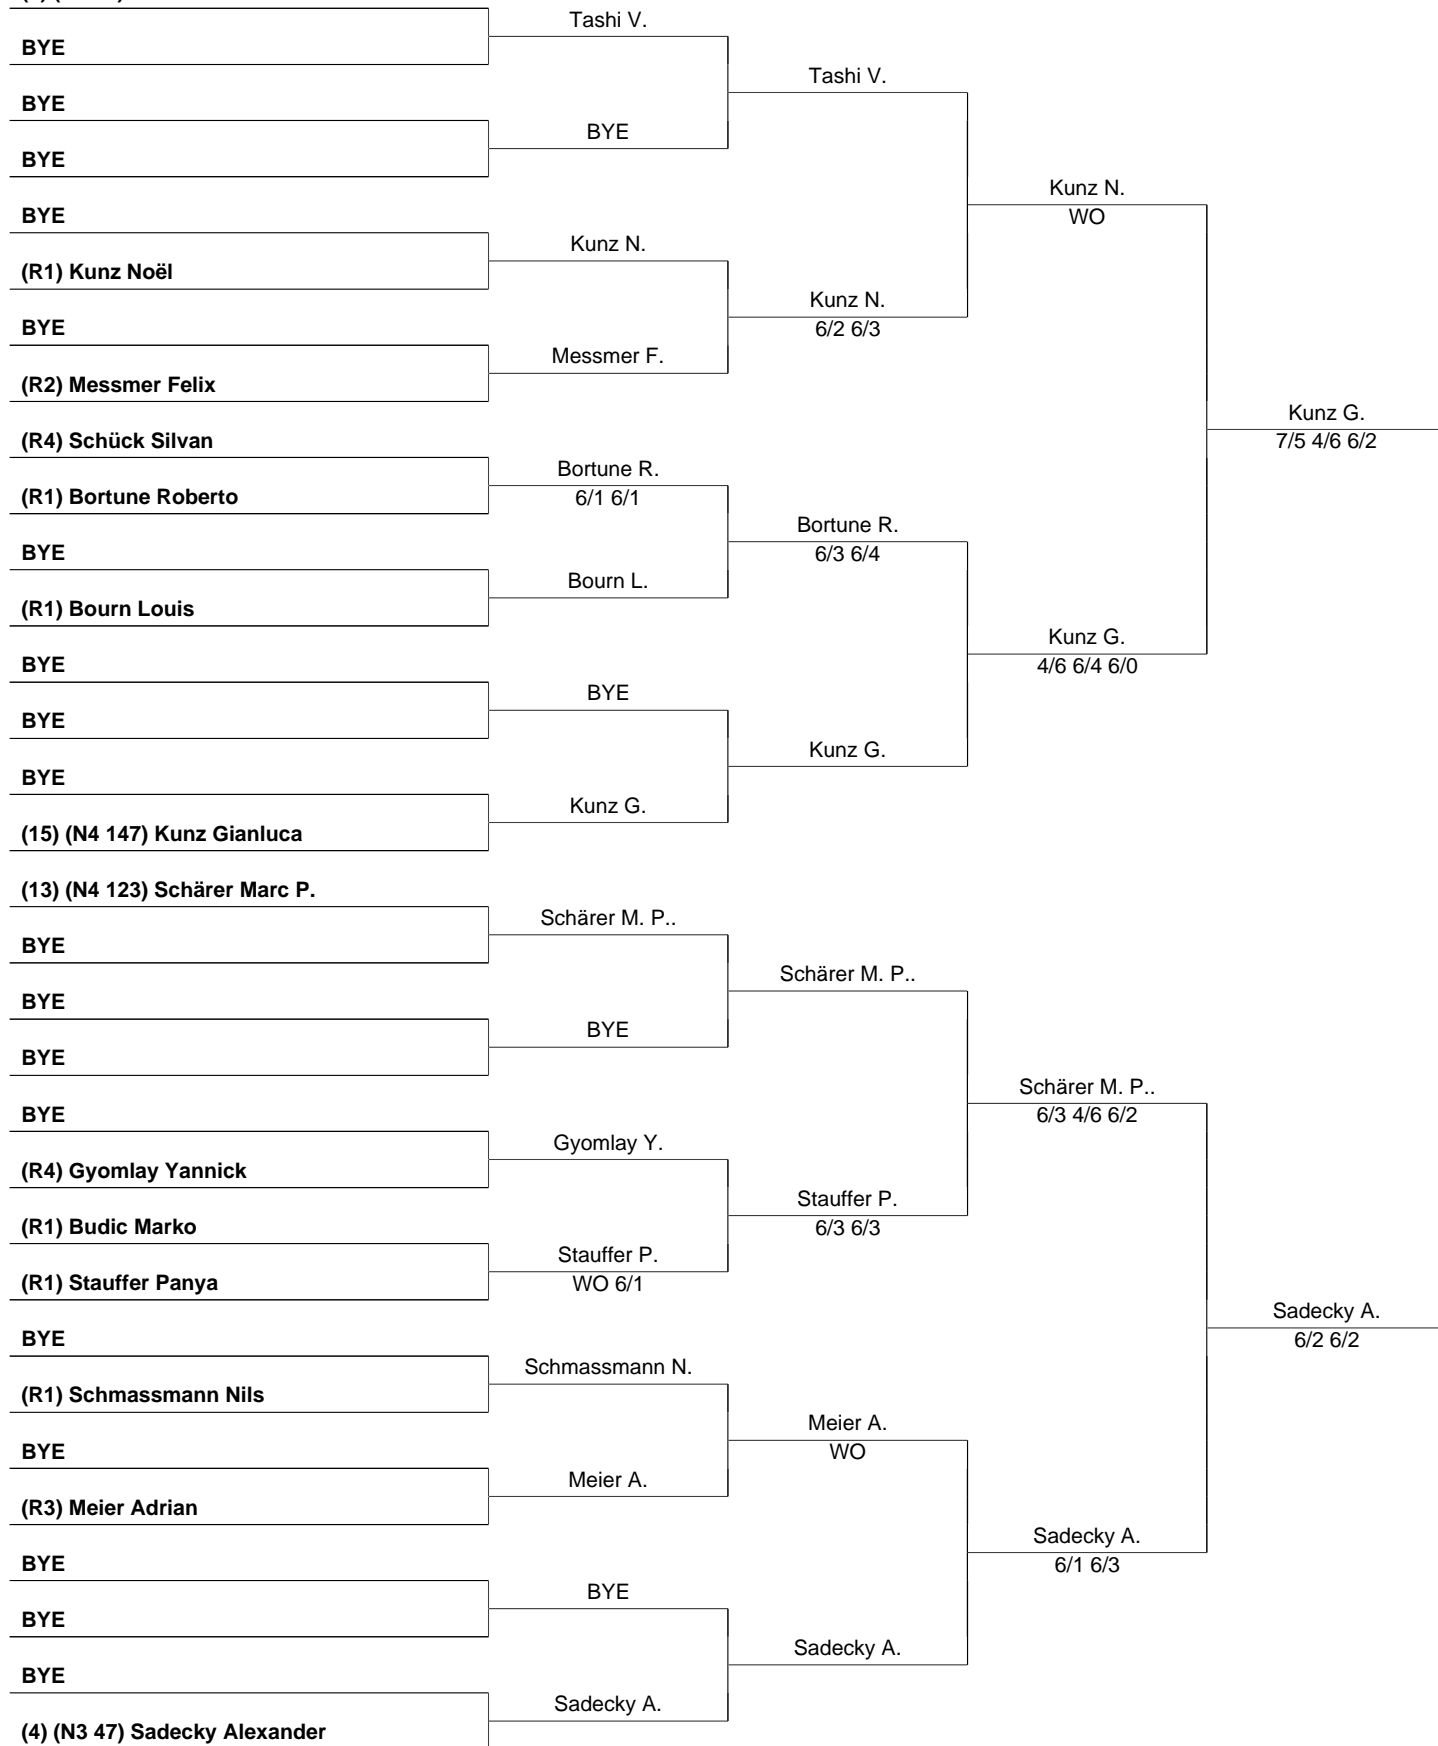 BYE
BYE
BYE
BYE
(R1) Kunz Noël
BYE
(R2) Messmer Felix
(R4) Schück Silvan
(R1) Bortune Roberto
BYE
(R1) Bourn Louis
BYE
BYE
BYE
(15) (N4 147) Kunz Gianluca
(13) (N4 123) Schärer Marc P.
BYE
BYE
BYE
BYE
(R4) Gyomlay Yannick
(R1) Budic Marko
(R1) Stauffer Panya
BYE
(R1) Schmassmann Nils
BYE
(R3) Meier Adrian
BYE
BYE
BYE
(4) (N3 47) Sadecky Alexander
Tashi V.
BYE
Kunz N.
Messmer F.
Bortune R.
6/1 6/1
Bourn L.
BYE
Kunz G.
Schärer M. P..
BYE
Gyomlay Y.
Stauffer P.
WO 6/1
Schmassmann N.
Meier A.
BYE
Sadecky A.
Tashi V.
Kunz N.
6/2 6/3
Bortune R.
6/3 6/4
Kunz G.
Schärer M. P..
Stauffer P.
6/3 6/3
Meier A.
WO
Sadecky A.
Kunz N.
WO
Kunz G.
4/6 6/4 6/0
Schärer M. P..
6/3 4/6 6/2
Sadecky A.
6/1 6/3
Kunz G.
7/5 4/6 6/2
Sadecky A.
6/2 6/2